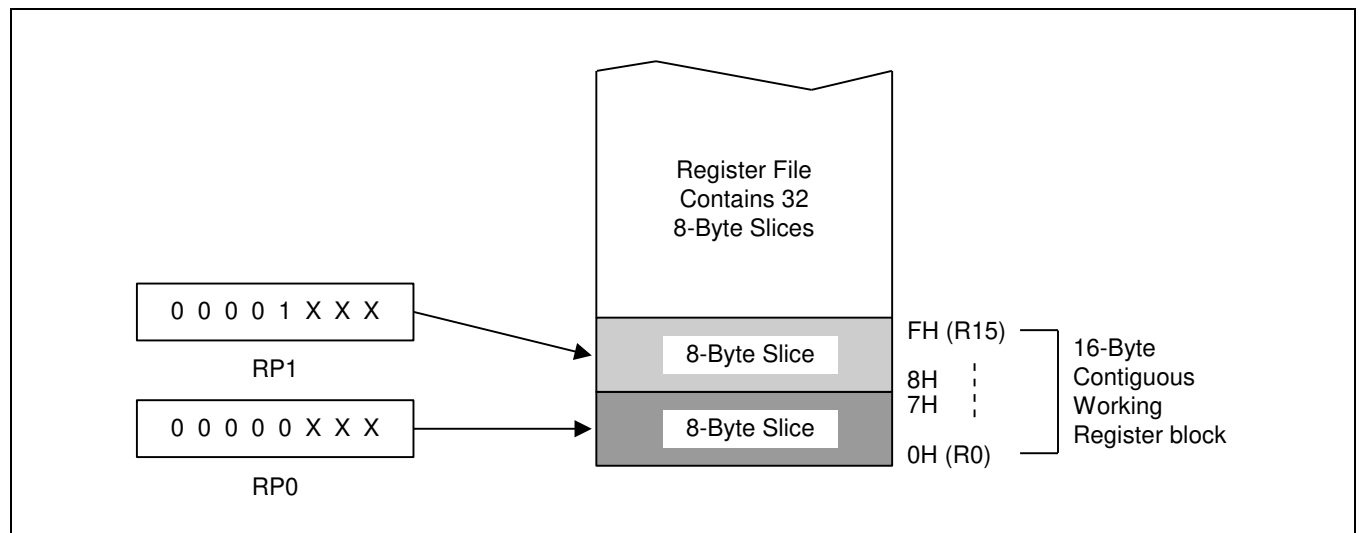 Register File
Contains 32
8-Byte Slices
0 0 0 0 1 X X X
RP1
0 0 0 0 0 X X X
RP0
8-Byte Slice
8-Byte Slice
FH (R15)
8H
7H
0H (R0)
16-Byte
Contiguous
Working
Register block